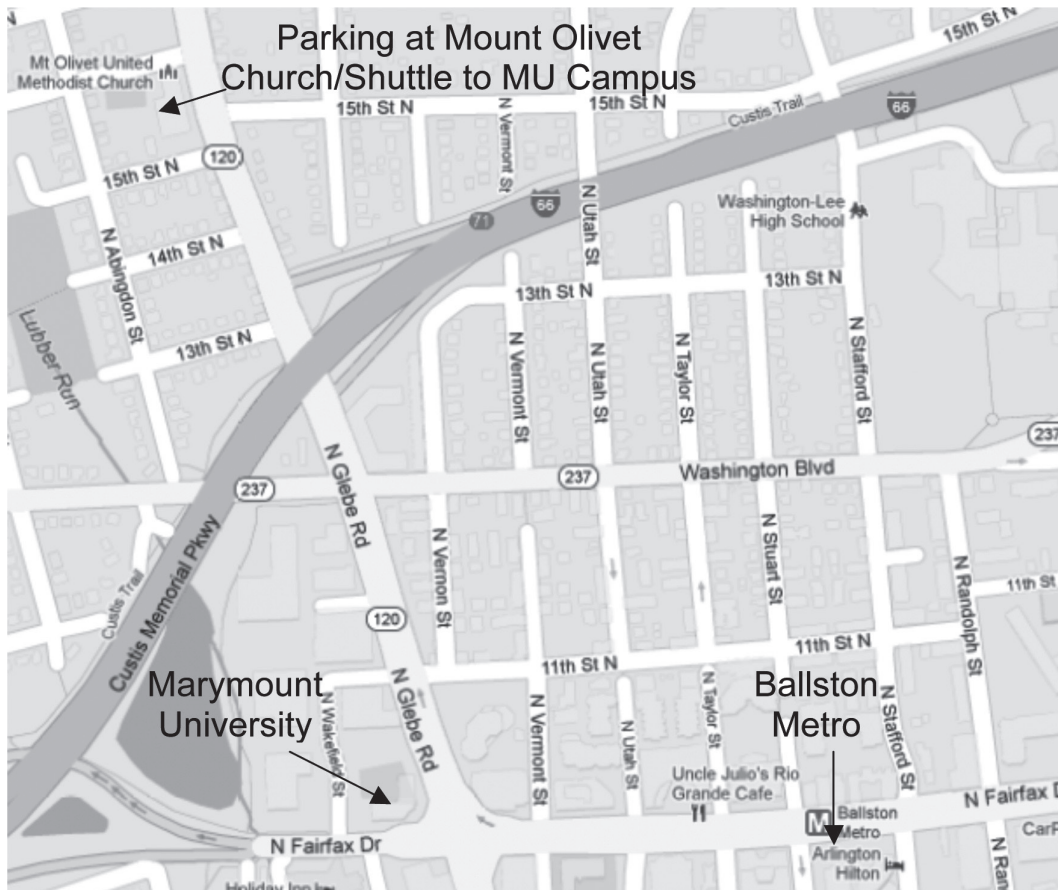 Parking at Mount Olivet
Church/Shuttle to MU Campus
Mt Olivet United
Methodist Church
15th St N
15th St N
15th St N
Custis Trail
66
N Vermont St
120
15th St N
66
71
N Utah St
Washington-Lee
High School
N Abingdon St
14th St N
13th St N
13th St N
Lubber Run
13th St N
N Vermont St
N Utah St
N Taylor St
N Stafford St
237
N Glebe Rd
237
237
Washington Blvd
Custis Trail
Custis Memorial Pkwy
N Vernon St
N Stuart St
N Randolph St
11th St
120
11th St N
11th St N
Marymount
University
N Wakefield St
N Glebe Rd
N Vermont St
N Utah St
N Taylor St
Ballston
Metro
N Stafford St
Uncle Julio's Rio
Grande Cafe
M
Ballston
Metro
N Fairfax D
Arlington
Hilton
CarP
N Ran
N Fairfax Dr
Holiday Inn